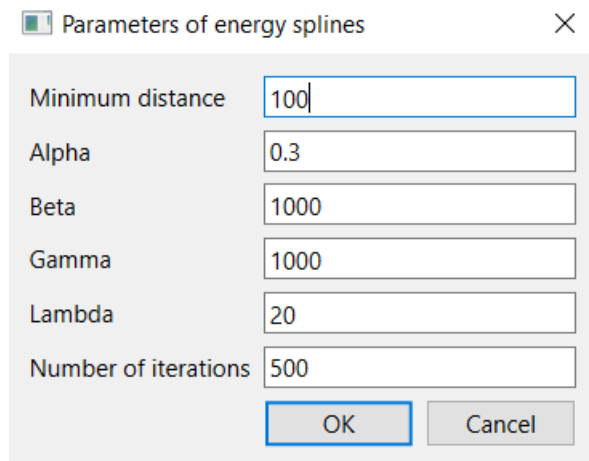 Parameters of energy splines
Minimum distance 100
Alpha 0.3
Beta 1000
Gamma 1000
Lambda 20
Number of iterations 500
OK Cancel